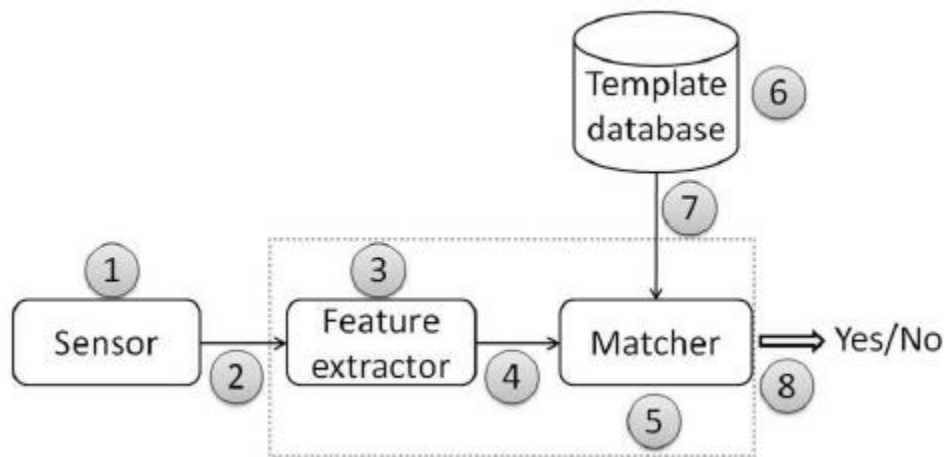 Template
database
6
7
1
3
Sensor
Feature
extractor
Matcher
Yes/No
2
4
8
5